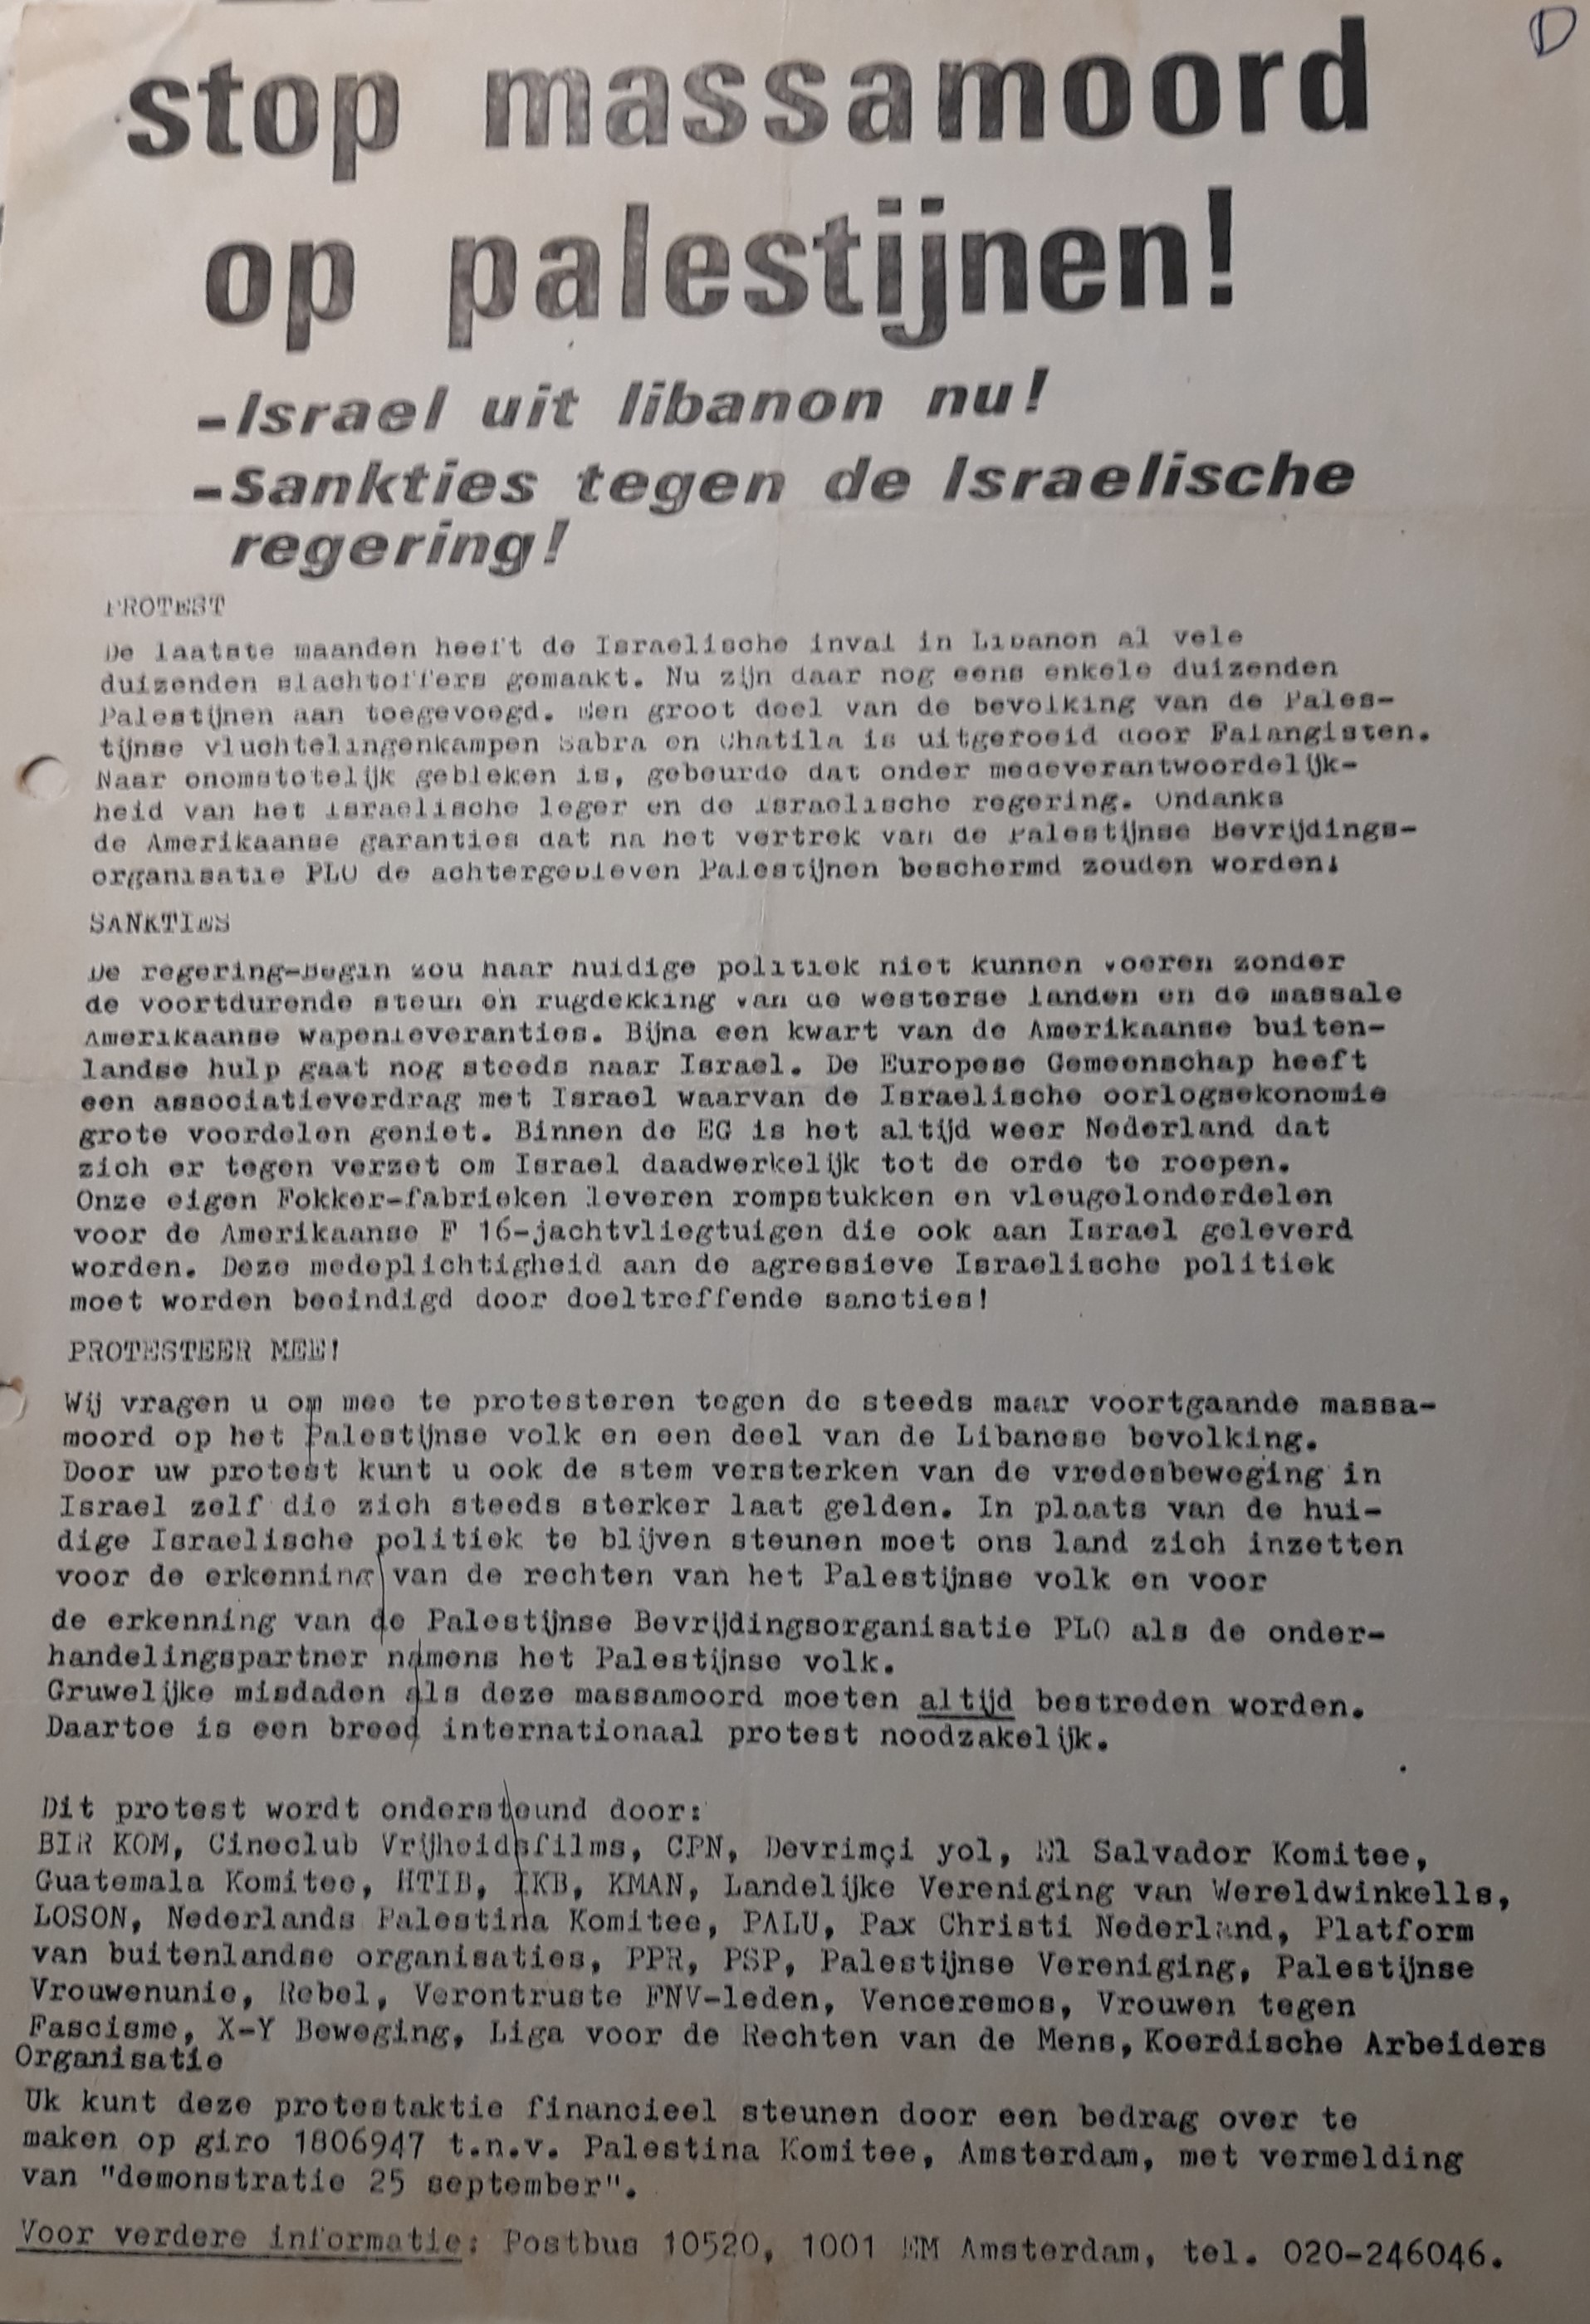 D
stop massamoord
op palestijnen!
-Israel uit libanon nu!
-Sankties tegen de Israelische
regering!
PROTEST
De laatste maanden heeft de Israelische inval in Libanon al vele
duizenden slachtoffers gemaakt. Nu zijn daar nog eens enkele duizenden
Palestijnen aan toegevoegd. Een groot deel van de bevolking van de Pales-
tijnse vluchtelingenkampen Sabra en Chatila is uitgeroeid door Falangisten.
Naar onomstotelijk gebleken is, gebeurde dat onder medeverantwoordelijk-
heid van het Israelische leger en de Israelische regering. Ondanks
de Amerikaanse garanties dat na het vertrek van de Palestijnse Bevrijdings-
organisatie PLO de achtergebleven Palestijnen beschermd zouden worden!
SANKTIES
De regering-Begin zou haar huidige politiek niet kunnen voeren zonder
de voortdurende steun en rugdekking van de westerse landen en de massale
Amerikaanse wapenleveranties. Bijna een kwart van de Amerikaanse buiten-
landse hulp gaat nog steeds naar Israel. De Europese Gemeenschap heeft
een associatieverdrag met Israel waarvan de Israelische oorlogsekonomie
grote voordelen geniet. Binnen de EG is het altijd weer Nederland dat
zich er tegen verzet om Israel daadwerkelijk tot de orde te roepen.
Onze eigen Fokker-fabrieken leveren rompstukken en vleugelonderdelen
voor de Amerikaanse F 16-jachtvliegtuigen die ook aan Israel geleverd
worden. Deze medeplichtigheid aan de agressieve Israelische politiek
moet worden beeindigd door doeltreffende sancties!
PROTESTEER MEE!
Wij vragen u om mee te protesteren tegen de steeds maar voortgaande massa-
moord op het Palestijnse volk en een deel van de Libanese bevolking.
Door uw protest kunt u ook de stem versterken van de vredesbeweging in
Israel zelf die zich steeds sterker laat gelden. In plaats van de hui-
dige Israelische politiek te blijven steunen moet ons land zich inzetten
voor de erkenning van de rechten van het Palestijnse volk en voor
de erkenning van de Palestijnse Bevrijdingsorganisatie PLO als de onder-
handelingspartner namens het Palestijnse volk.
Gruwelijke misdaden als deze massamoord moeten altijd bestreden worden.
Daartoe is een breed internationaal protest noodzakelijk.
Dit protest wordt ondersteund door:
BIR KOM, Cineclub Vrijheidsfilms, CPN, Devrimçi yol, El Salvador Komitee,
Guatemala Komitee, HTIB, IKB, KMAN, Landelijke Vereniging van Wereldwinkells,
LOSON, Nederlands Palestina Komitee, PALU, Pax Christi Nederland, Platform
van buitenlandse organisaties, PPR, PSP, Palestijnse Vereniging, Palestijnse
Vrouwenunie, Rebel, Verontruste FNV-leden, Venceremos, Vrouwen tegen
Fascisme, X-Y Beweging, Liga voor de Rechten van de Mens, Koerdische Arbeiders
Organisatie
Uk kunt deze protestaktie financieel steunen door een bedrag over te
maken op giro 1806947 t.n.v. Palestina Komitee, Amsterdam, met vermelding
van "demonstratie 25 september".
Voor verdere informatie: Postbus 10520, 1001 EM Amsterdam, tel. 020-246046.